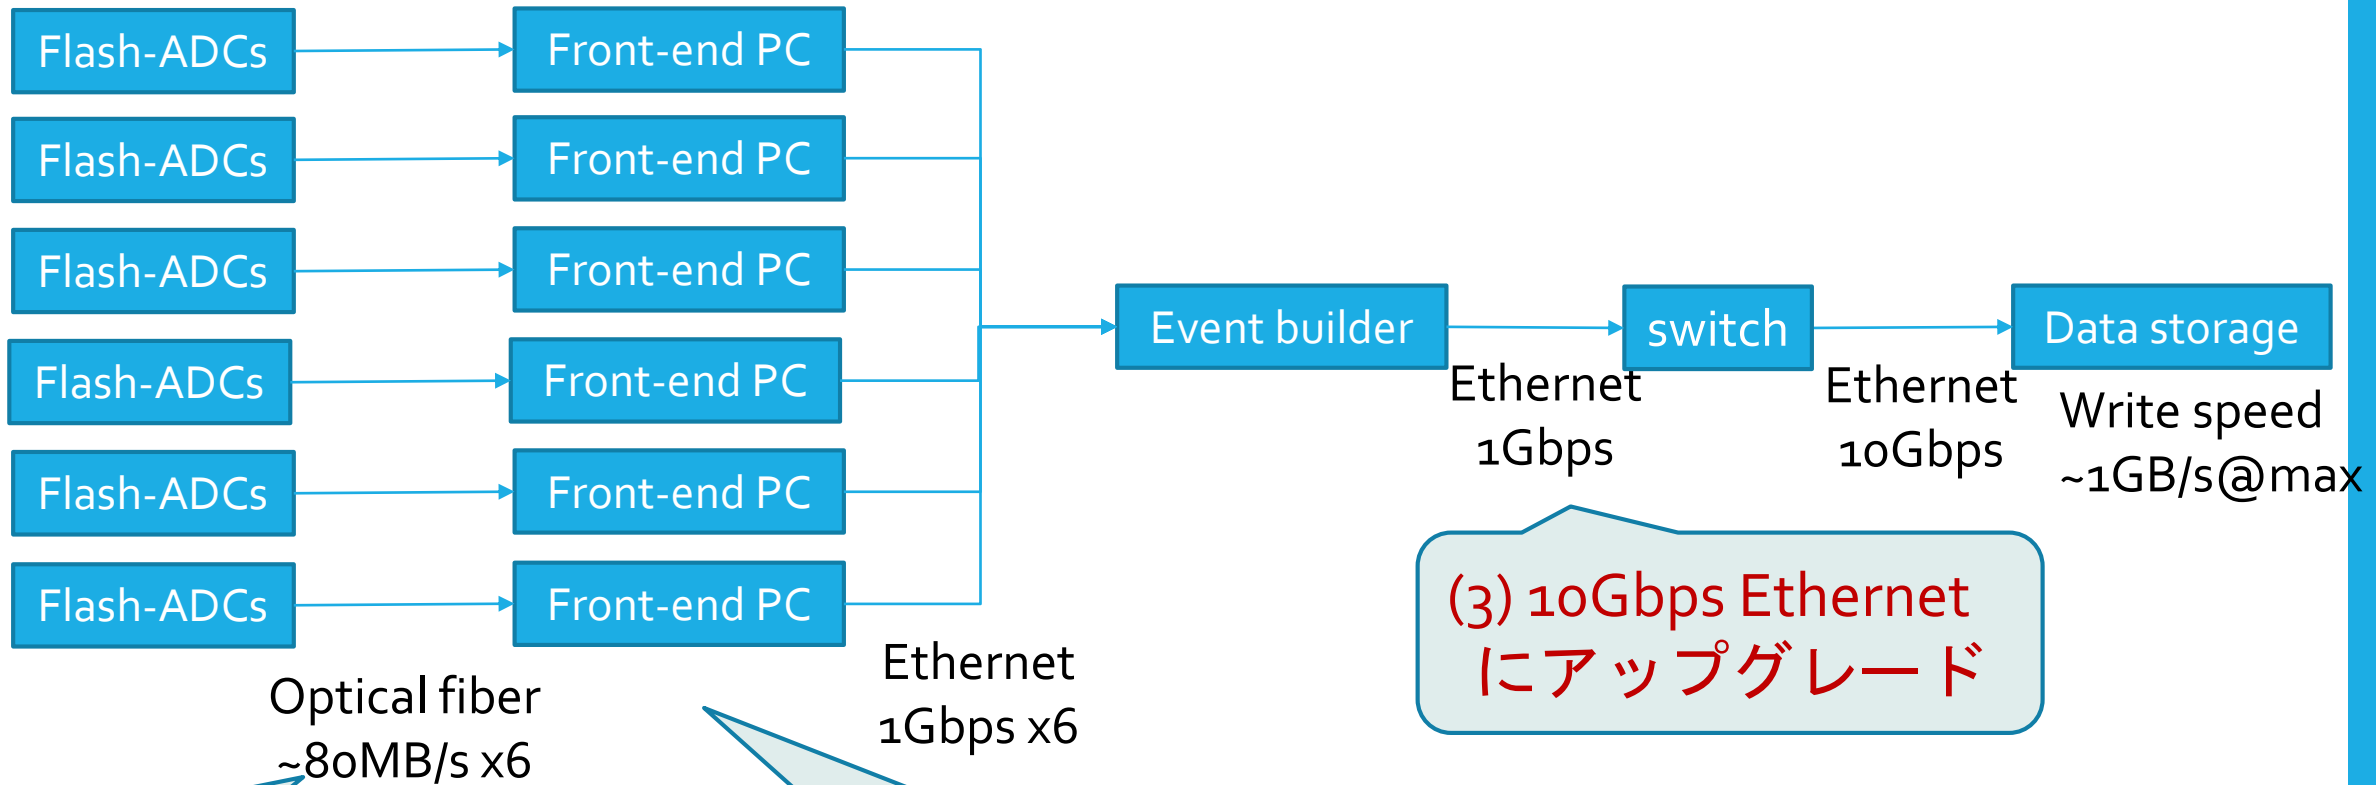 Flash-ADCs
Front-end PC
Flash-ADCs
Front-end PC
Flash-ADCs
Front-end PC
Flash-ADCs
Front-end PC
Flash-ADCs
Front-end PC
Flash-ADCs
Front-end PC
Optical fiber
~80MB/s x6
Ethernet
1Gbps x6
Event builder
switch
Data storage
Ethernet
1Gbps
Ethernet
10Gbps
Write speed
~1GB/s@max
(3) 10Gbps Ethernet
にアップグレード